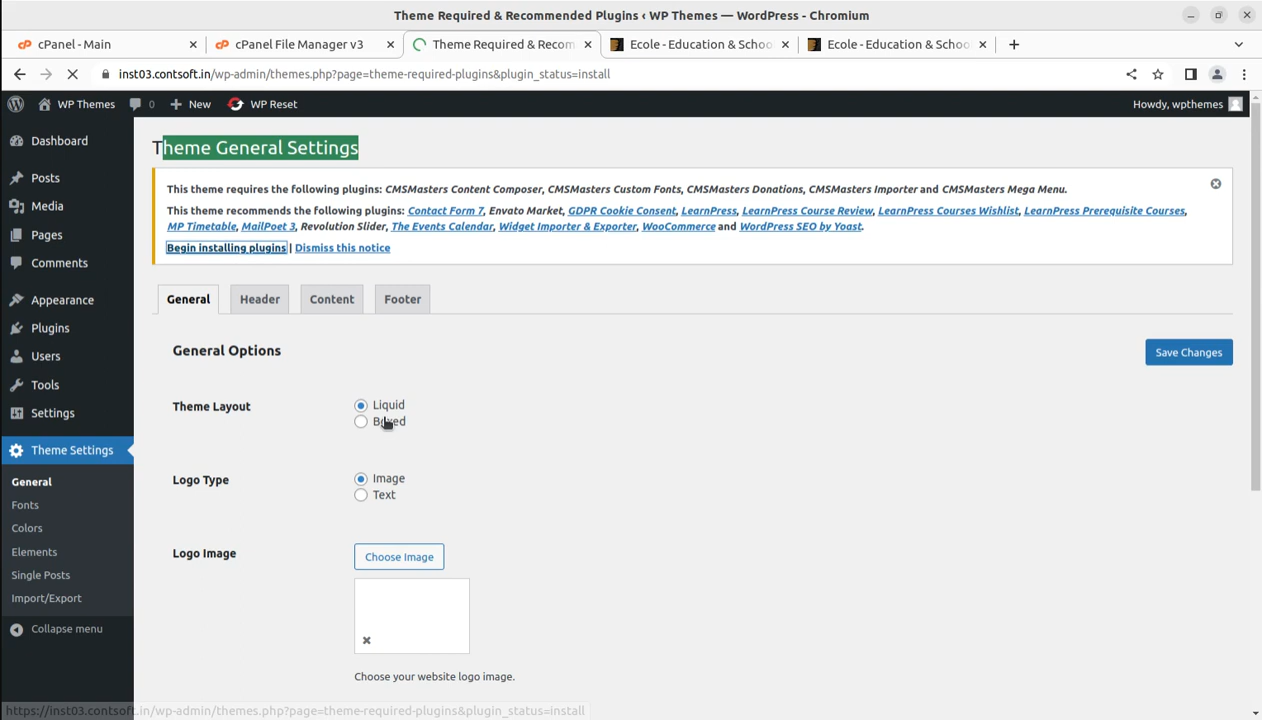 Theme Required & Recommended Plugins ‹ WP Themes — WordPress - Chromium
cPanel - Main
cPanel File Manager v3
Theme Required & Recom
Ecole - Education & Schoo
Ecole - Education & Schoo
inst03.contsoft.in/wp-admin/themes.php?page=theme-required-plugins&plugin_status=install
WP Themes
0
New
WP Reset
Howdy, wpthemes
Dashboard
Posts
Media
Pages
Comments
Appearance
Plugins
Users
Tools
Settings
Theme Settings
General
Fonts
Colors
Elements
Single Posts
Import/Export
Collapse menu
Theme General Settings
This theme requires the following plugins: CMSMasters Content Composer, CMSMasters Custom Fonts, CMSMasters Donations, CMSMasters Importer and CMSMasters Mega Menu.
This theme recommends the following plugins: Contact Form 7, Envato Market, GDPR Cookie Consent, LearnPress, LearnPress Course Review, LearnPress Courses Wishlist, LearnPress Prerequisite Courses,
MP Timetable, MailPoet 3, Revolution Slider, The Events Calendar, Widget Importer & Exporter, WooCommerce and WordPress SEO by Yoast.
Begin installing plugins | Dismiss this notice
General
Header
Content
Footer
General Options
Save Changes
Theme Layout
Liquid
Boxed
Logo Type
Image
Text
Logo Image
Choose Image
Choose your website logo image.
https://inst03.contsoft.in/wp-admin/themes.php?page=theme-required-plugins&plugin_status=install